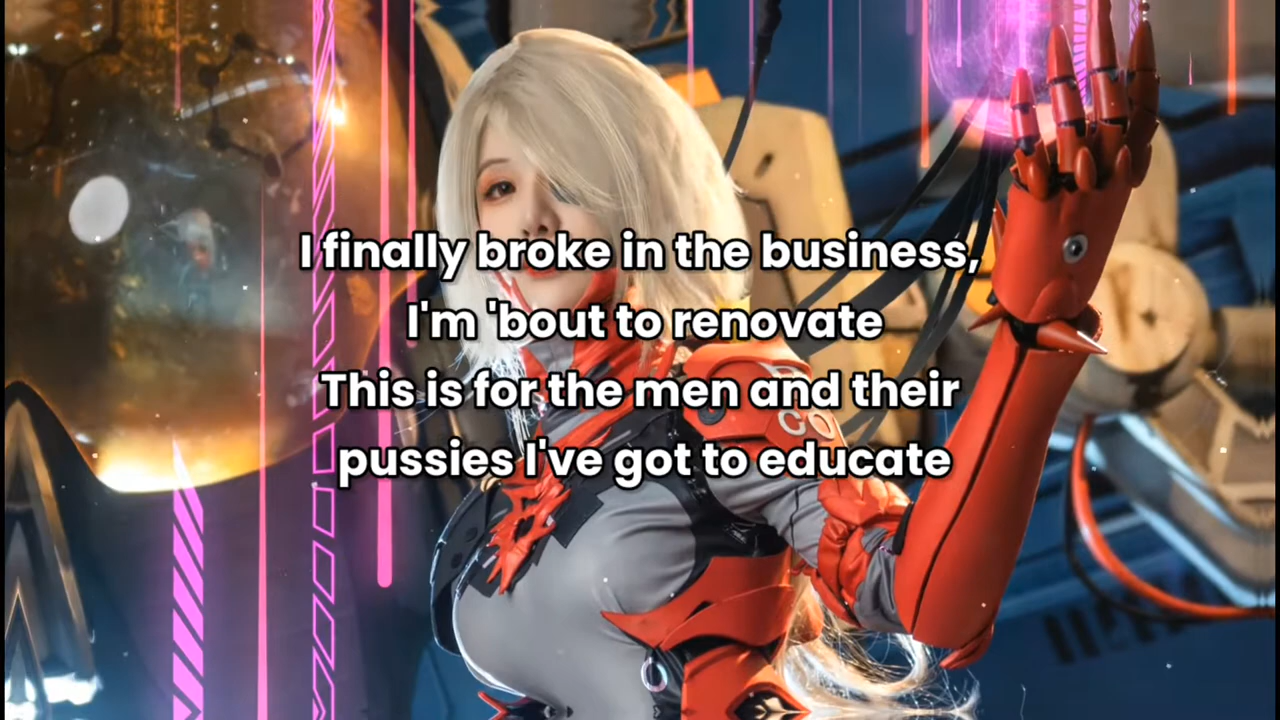 I finally broke in the business,
I'm 'bout to renovate
This is for the men and their
pussies I've got to educate
CO